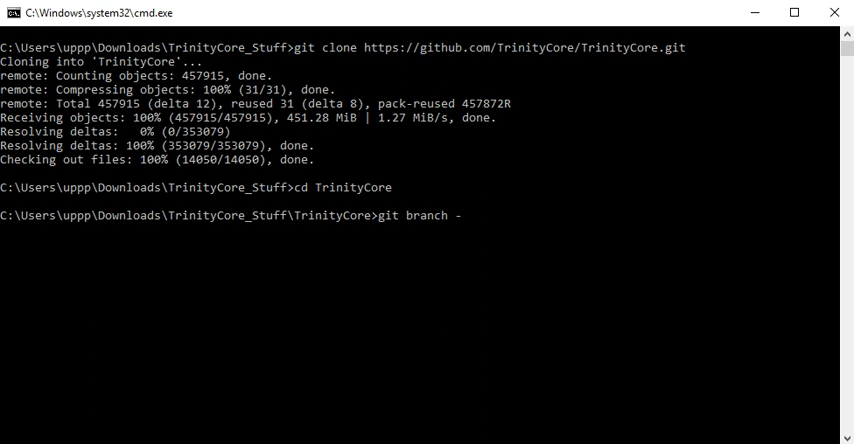 C:\Windows\system32\cmd.exe
C:\Users\uppp\Downloads\TrinityCore_Stuff>git clone https://github.com/TrinityCore/TrinityCore.git
Cloning into 'TrinityCore'...
remote: Counting objects: 457915, done.
remote: Compressing objects: 100% (31/31), done.
remote: Total 457915 (delta 12), reused 31 (delta 8), pack-reused 457872R
Receiving objects: 100% (457915/457915), 451.28 MiB | 1.27 MiB/s, done.
Resolving deltas:   0% (0/353079)
Resolving deltas: 100% (353079/353079), done.
Checking out files: 100% (14050/14050), done.
C:\Users\uppp\Downloads\TrinityCore_Stuff>cd TrinityCore
C:\Users\uppp\Downloads\TrinityCore_Stuff\TrinityCore>git branch -